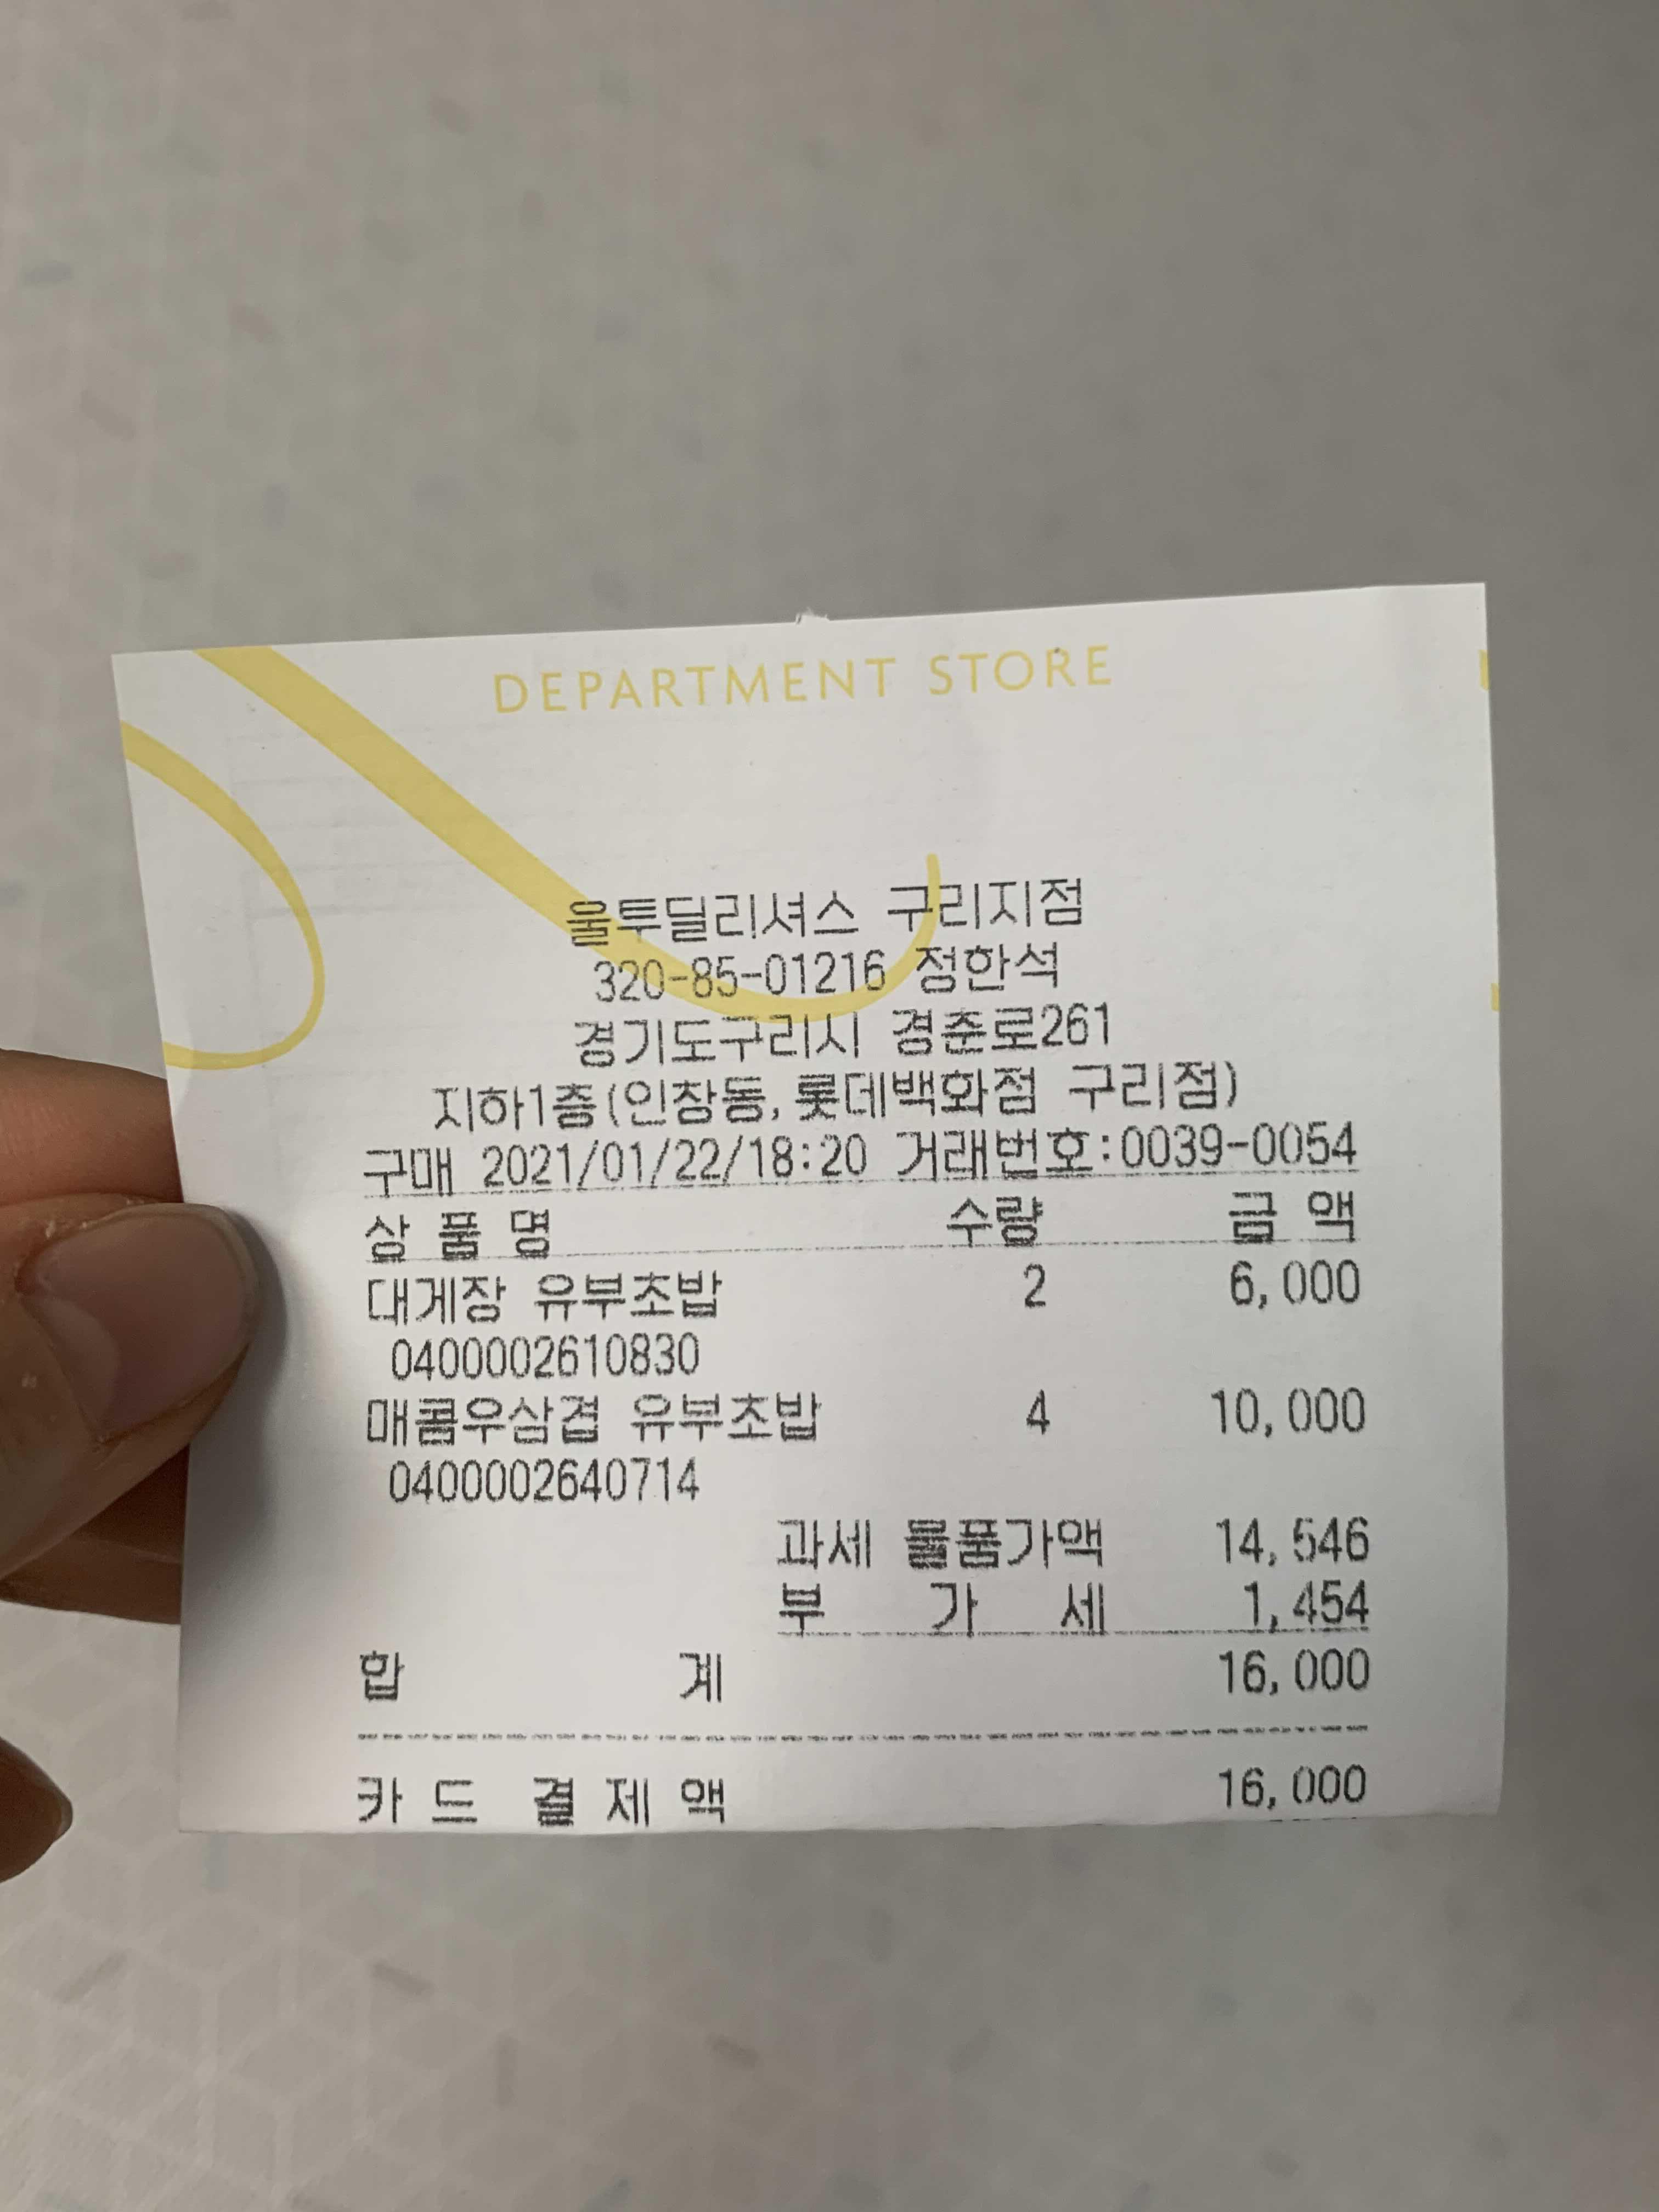 DEPARTMENT STORE
울투딜리셔스 구리지점
320-85-01216 정한석
경기도구리시 경춘로261
지하1층(인창동,롯데백화점 구리점)
구매 2021/01/22/18:20 거래번호:0039-0054
상 품 명 수량 금 액
대게장 유부초밥 2 6,000
0400002610830
매콤우삼겹 유부초밥 4 10,000
0400002640714
과세 물품가액 14,546
부 가 세 1,454
합 계 16,000
카 드 결 제 액 16,000